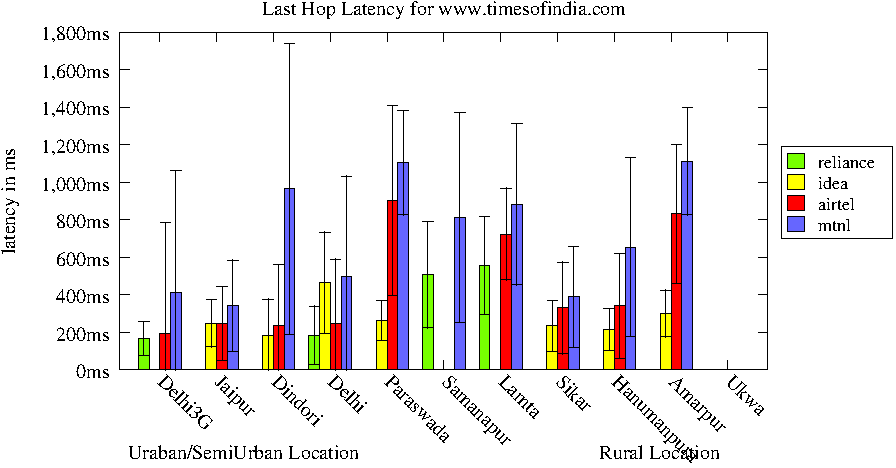 Last Hop Latency for www.timesofindia.com
1,800ms
1,600ms
1,400ms
1,200ms
1,000ms
800ms
600ms
400ms
200ms
0ms
latency in ms
reliance
idea
airtel
mtnl
Delhi3G
Jaipur
Dindori
Delhi
Paraswada
Samanapur
Lamta
Sikar
Hanumanpura
Amarpur
Ukwa
Uraban/SemiUrban Location
Rural Location